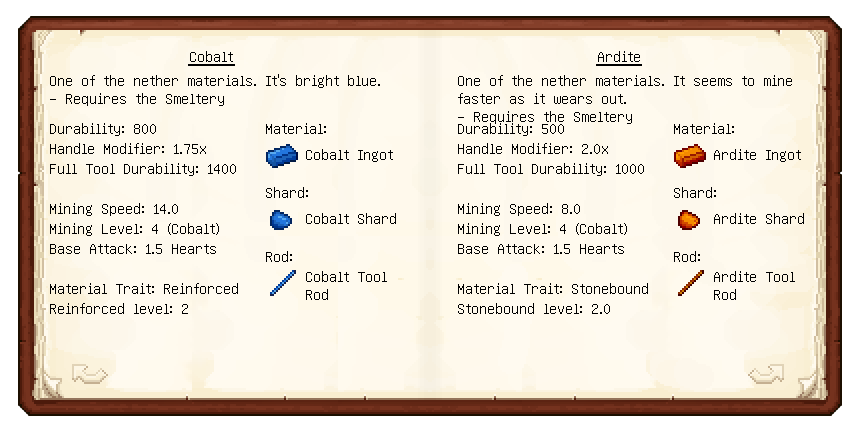 Cobalt
One of the nether materials. It's bright blue.
- Requires the Smeltery
Durability: 800
Handle Modifier: 1.75x
Full Tool Durability: 1400
Mining Speed: 14.0
Mining Level: 4 (Cobalt)
Base Attack: 1.5 Hearts
Material Trait: Reinforced
Reinforced level: 2
Material:
Cobalt Ingot
Shard:
Cobalt Shard
Rod:
Cobalt Tool
Rod
Ardite
One of the nether materials. It seems to mine
faster as it wears out.
- Requires the Smeltery
Durability: 500
Handle Modifier: 2.0x
Full Tool Durability: 1000
Mining Speed: 8.0
Mining Level: 4 (Cobalt)
Base Attack: 1.5 Hearts
Material Trait: Stonebound
Stonebound level: 2.0
Material:
Ardite Ingot
Shard:
Ardite Shard
Rod:
Ardite Tool
Rod